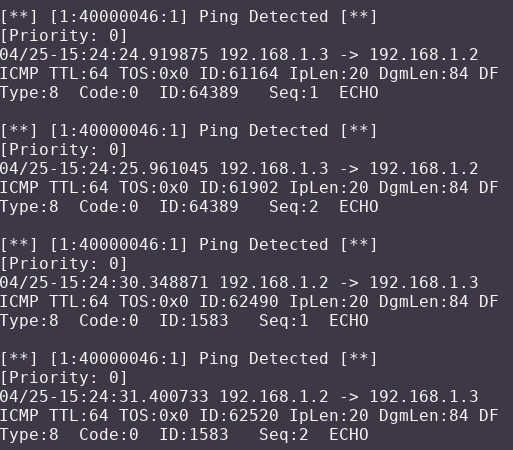 [**] [1:40000046:1] Ping Detected [**]
[Priority: 0]
04/25-15:24:24.919875 192.168.1.3 -> 192.168.1.2
ICMP TTL:64 TOS:0x0 ID:61164 IpLen:20 DgmLen:84 DF
Type:8  Code:0  ID:64389   Seq:1  ECHO

[**] [1:40000046:1] Ping Detected [**]
[Priority: 0]
04/25-15:24:25.961045 192.168.1.3 -> 192.168.1.2
ICMP TTL:64 TOS:0x0 ID:61902 IpLen:20 DgmLen:84 DF
Type:8  Code:0  ID:64389   Seq:2  ECHO

[**] [1:40000046:1] Ping Detected [**]
[Priority: 0]
04/25-15:24:30.348871 192.168.1.2 -> 192.168.1.3
ICMP TTL:64 TOS:0x0 ID:62490 IpLen:20 DgmLen:84 DF
Type:8  Code:0  ID:1583   Seq:1  ECHO

[**] [1:40000046:1] Ping Detected [**]
[Priority: 0]
04/25-15:24:31.400733 192.168.1.2 -> 192.168.1.3
ICMP TTL:64 TOS:0x0 ID:62520 IpLen:20 DgmLen:84 DF
Type:8  Code:0  ID:1583   Seq:2  ECHO